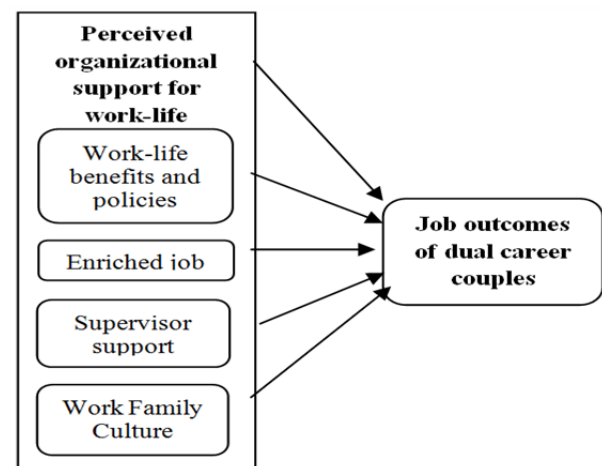 Perceived
organizational
support for
work-life
Work-life
benefits and
policies
Enriched job
Supervisor
support
Work Family
Culture
Job outcomes
of dual career
couples